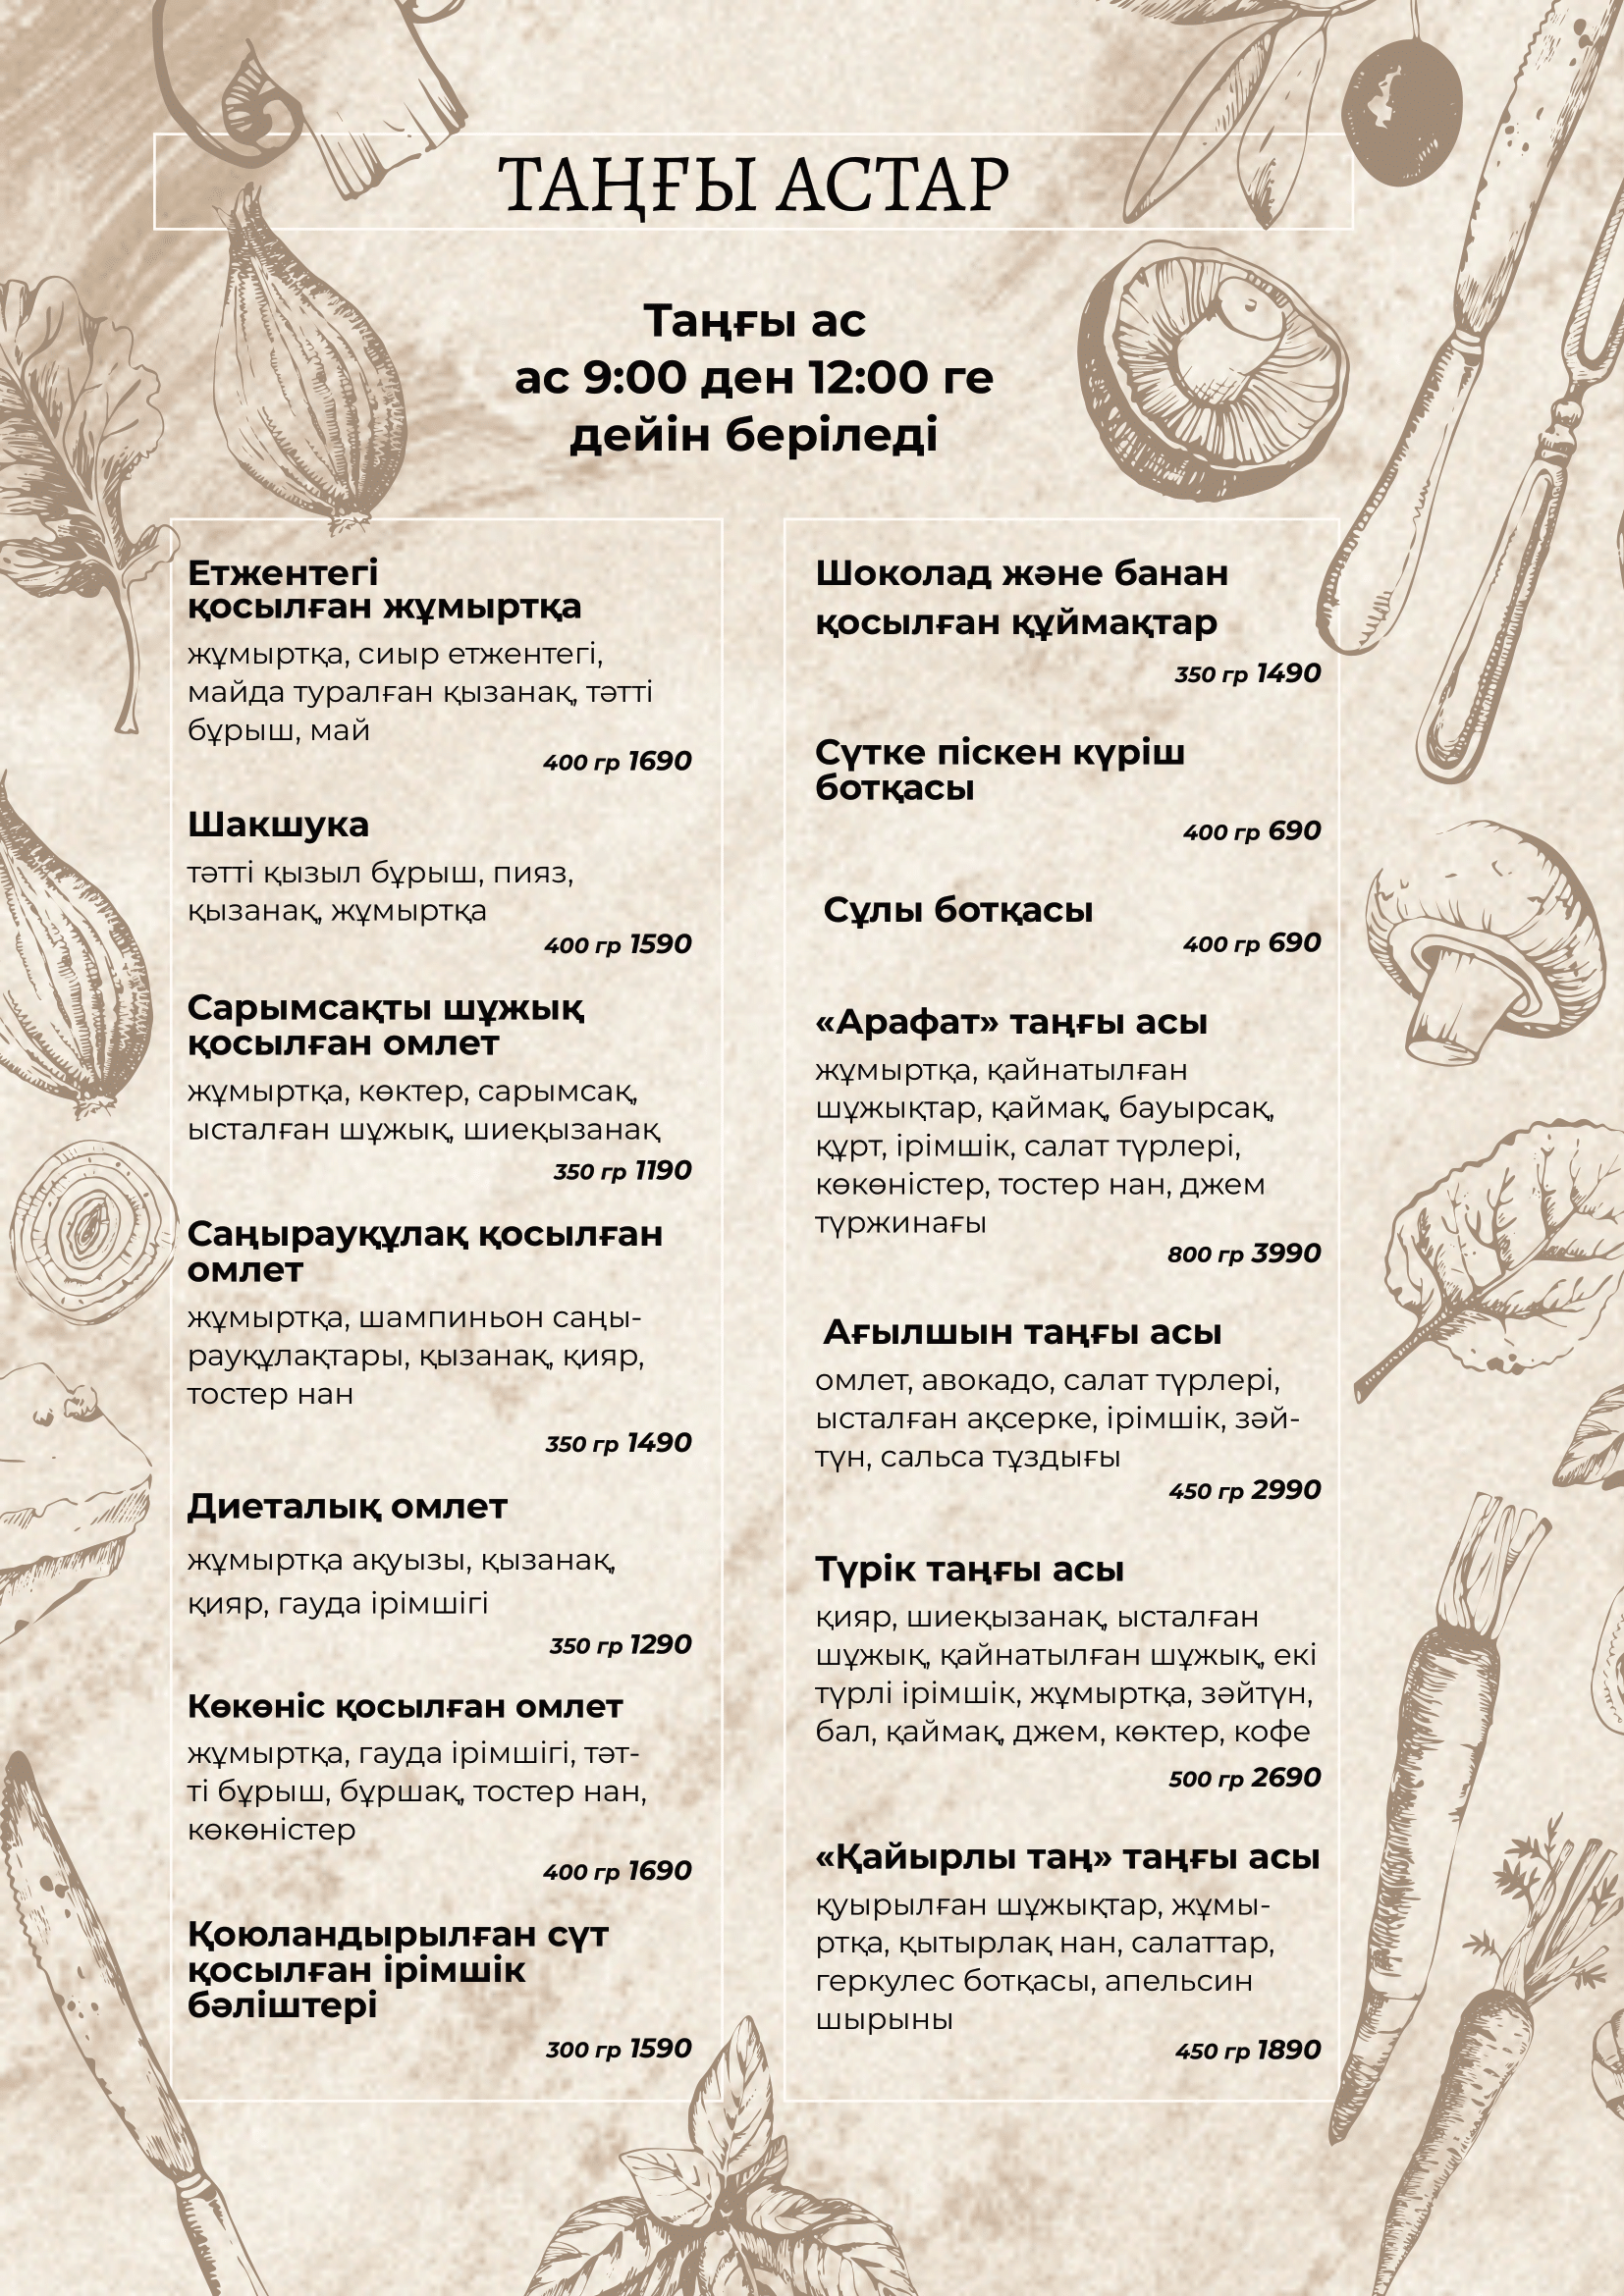 ТАҢҒЫ АСТАР
Таңғы ас
ас 9:00 ден 12:00 ге
дейін беріледі
Етжентегі
қосылған жұмыртқа
жұмыртқа, сиыр етжентегі,
майда туралған қызанақ, тәтті
бұрыш, май
400 гр 1690
Шакшука
тәтті қызыл бұрыш, пияз,
қызанақ, жұмыртқа
400 гр 1590
Сарымсақты шұжық
қосылған омлет
жұмыртқа, көктер, сарымсақ,
ысталған шұжық, шиеқызанақ
350 гр 1190
Саңырауқұлақ қосылған
омлет
жұмыртқа, шампиньон саңы-
рауқұлақтары, қызанақ, қияр,
тостер нан
350 гр 1490
Диеталық омлет
жұмыртқа ақуызы, қызанақ,
қияр, гауда ірімшігі
350 гр 1290
Көкөніс қосылған омлет
жұмыртқа, гауда ірімшігі, тәт-
ті бұрыш, бұршақ, тостер нан,
көкөністер
400 гр 1690
Қоюландырылған сүт
қосылған ірімшік
бәліштері
300 гр 1590
Шоколад және банан
қосылған құймақтар
350 гр 1490
Сүтке піскен күріш
ботқасы
400 гр 690
Сұлы ботқасы
400 гр 690
«Арафат» таңғы асы
жұмыртқа, қайнатылған
шұжықтар, қаймақ, бауырсақ,
құрт, ірімшік, салат түрлері,
көкөністер, тостер нан, джем
түржинағы
800 гр 3990
Ағылшын таңғы асы
омлет, авокадо, салат түрлері,
ысталған ақсерке, ірімшік, зәй-
түн, сальса тұздығы
450 гр 2990
Түрік таңғы асы
қияр, шиеқызанақ, ысталған
шұжық, қайнатылған шұжық, екі
түрлі ірімшік, жұмыртқа, зәйтүн,
бал, қаймақ, джем, көктер, кофе
500 гр 2690
«Қайырлы таң» таңғы асы
қуырылған шұжықтар, жұмы-
ртқа, қытырлақ нан, салаттар,
геркулес ботқасы, апельсин
шырыны
450 гр 1890